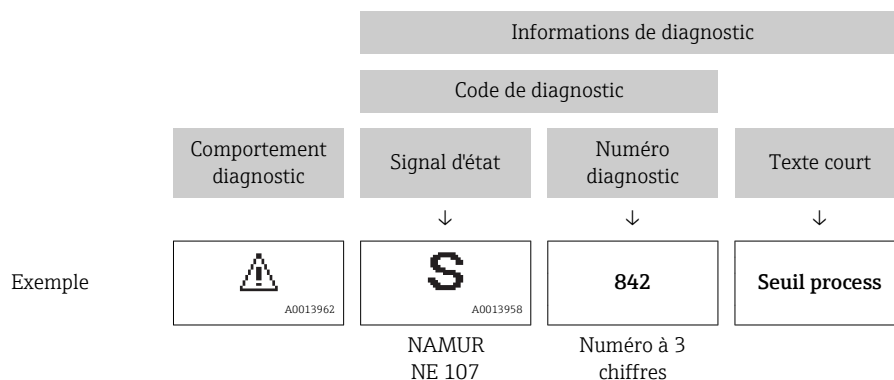 Informations de diagnostic
Code de diagnostic
Comportement
diagnostic
Signal d'état
Numéro
diagnostic
Texte court
↓ ↓ ↓
Exemple
A0013962
S
A0013958
842
Seuil process
NAMUR
NE 107
Numéro à 3
chiffres